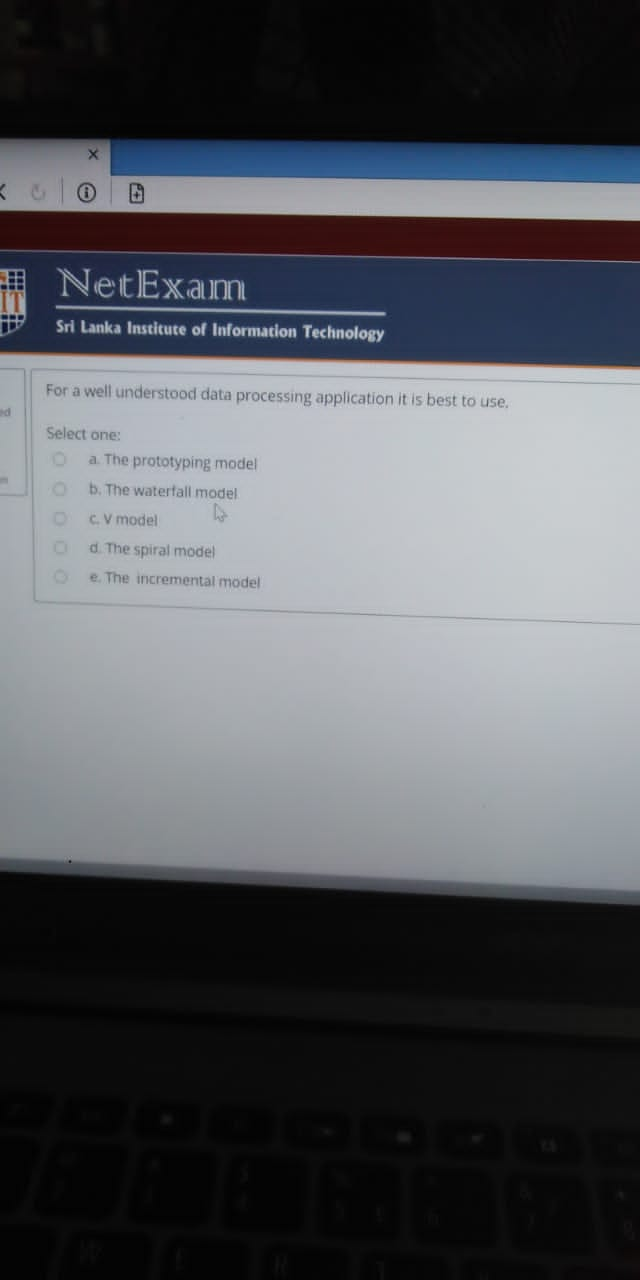 NetExam
Sri Lanka Institute of Information Technology
For a well understood data processing application it is best to use.
Select one:
a. The prototyping model
b. The waterfall model
c. V model
d. The spiral model
e. The incremental model